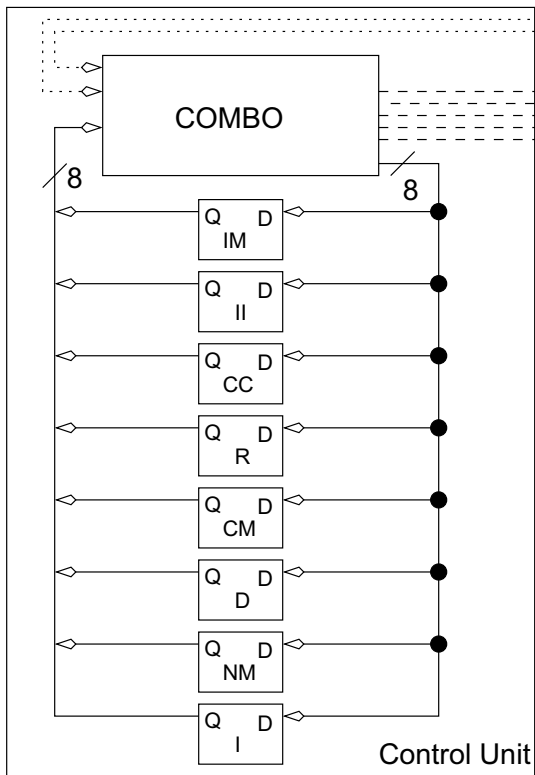 COMBO
8
8
Q D
IM
Q D
II
Q D
CC
Q D
R
Q D
CM
Q D
D
Q D
NM
Q D
I
Control Unit